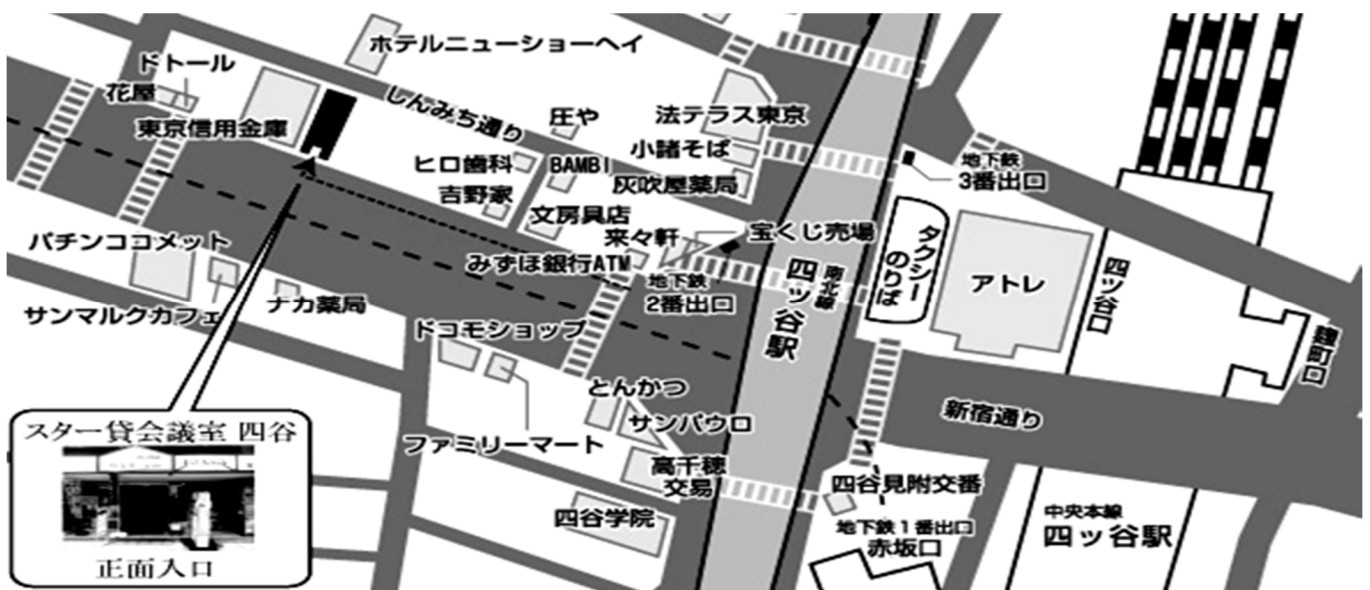 ホテルニューショーヘイ
ドトール
花屋
東京信用金庫
しんみち通り
圧や
法テラス東京
小諸そば
灰吹屋薬局
ヒロ歯科
BAMBI
吉野家
文房具店
来々軒
宝くじ売場
みずほ銀行ATM
地下鉄
2番出口
地下鉄
3番出口
タクシー
のりば
アトレ
四ツ谷口
麹町口
南北線
四ツ谷駅
パチンココメット
サンマルクカフェ
ナカ薬局
ドコモショップ
ファミリーマート
とんかつ
サンパウロ
高千穂
交易
四谷学院
新宿通り
四谷見附交番
地下鉄1番出口
赤坂口
中央本線
四ッ谷駅
スター貸会議室 四谷
正面入口